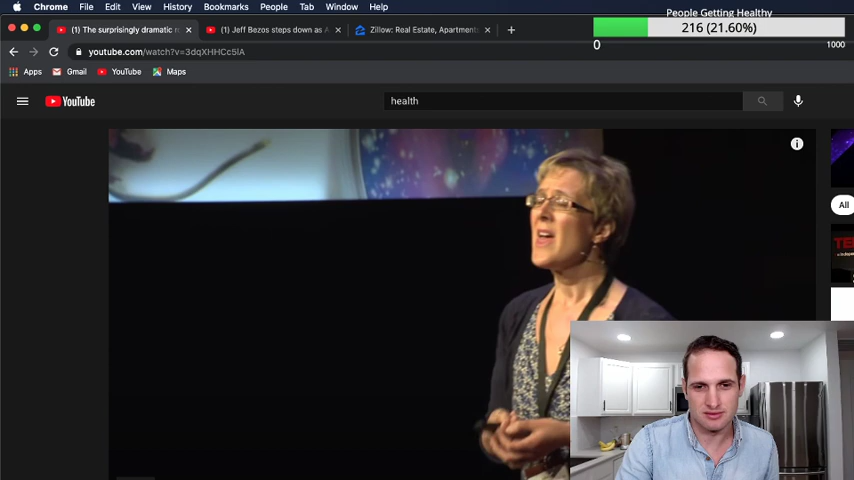 Chrome File Edit View History Bookmarks People Tab Window Help
People Getting Healthy
216 (21.60%)
0 1000
(1) The surprisingly dramatic r
(1) Jeff Bezos steps down as A
Zillow: Real Estate, Apartment
youtube.com/watch?v=3dqXHHCc5lA
Apps Gmail YouTube Maps
YouTube
health
All
TED